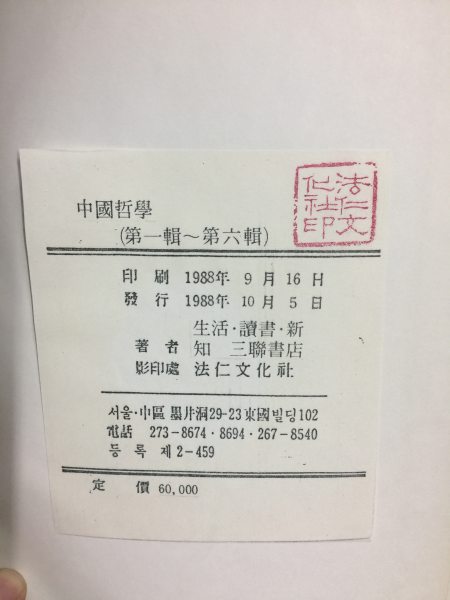 中國哲學
(第一輯～第六輯)
法仁文
化社印
印刷 1988年 9月 16日
發行 1988年 10月 5日
生活·讀書·新
著者 知 三聯書店
影印處 法仁文化社
서울·中區 墨井洞29-23 東國빌딩102
電話 273-8674·8694·267-8540
등록 제2-459
定價 60,000